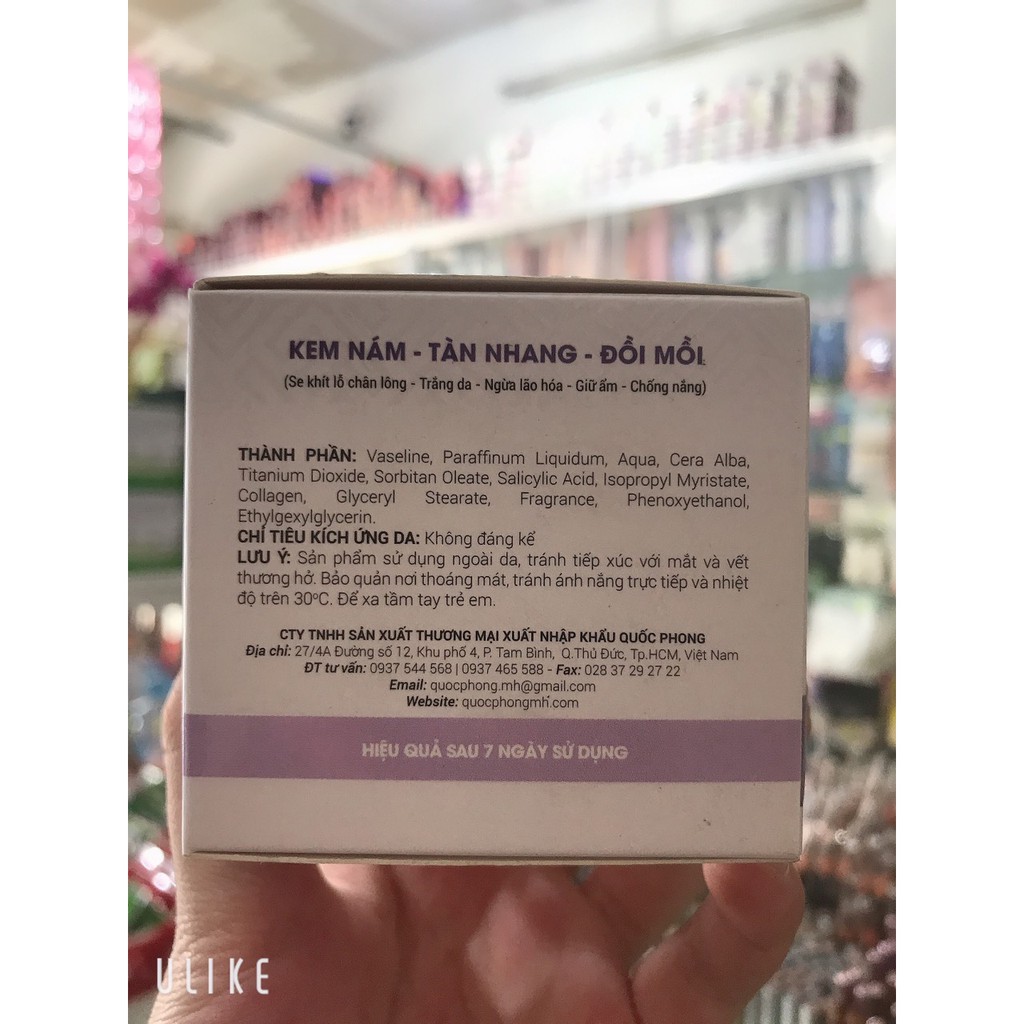 KEM NÁM - TÀN NHANG - ĐỒI MỒI
(Se khít lỗ chân lông - Trắng da - Ngừa lão hóa - Giữ ẩm - Chống nắng)
THÀNH PHẦN: Vaseline, Paraffinum Liquidum, Aqua, Cera Alba,
Titanium Dioxide, Sorbitan Oleate, Salicylic Acid, Isopropyl Myristate,
Collagen, Glyceryl Stearate, Fragrance, Phenoxyethanol,
Ethylgexylglycerin.
CHỈ TIÊU KÍCH ỨNG DA: Không đáng kể
LƯU Ý: Sản phẩm sử dụng ngoài da, tránh tiếp xúc với mắt và vết
thương hở. Bảo quản nơi thoáng mát, tránh ánh nắng trực tiếp và nhiệt
độ trên 30ºC. Để xa tầm tay trẻ em.
CTY TNHH SẢN XUẤT THƯƠNG MẠI XUẤT NHẬP KHẨU QUỐC PHONG
Địa chỉ: 27/4A Đường số 12, Khu phố 4, P. Tam Bình, Q.Thủ Đức, Tp.HCM, Việt Nam
ĐT tư vấn: 0937 544 568 | 0937 465 588 - Fax: 028 37 29 27 22
Email: quocphong.mh@gmail.com
Website: quocphongmh.com
HIỆU QUẢ SAU 7 NGÀY SỬ DỤNG
ULIKE